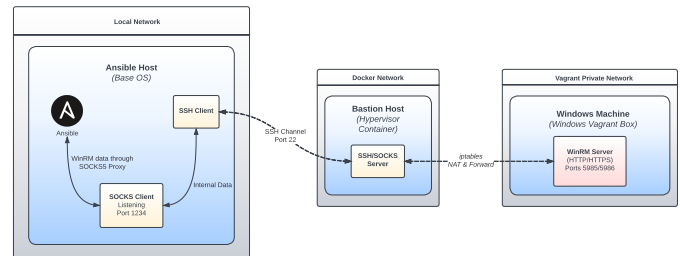 Local Network
Ansible Host
(Base OS)
Ansible
SSH Client
WinRM data through
SOCKS5 Proxy
Internal Data
SOCKS Client
Listening
Port 1234
SSH Channel
Port 22
Docker Network
Bastion Host
(Hypervisor
Container)
SSH/SOCKS
Server
iptables
NAT & Forward
Vagrant Private Network
Windows Machine
(Windows Vagrant Box)
WinRM Server
(HTTP/HTTPS)
Ports 5985/5986